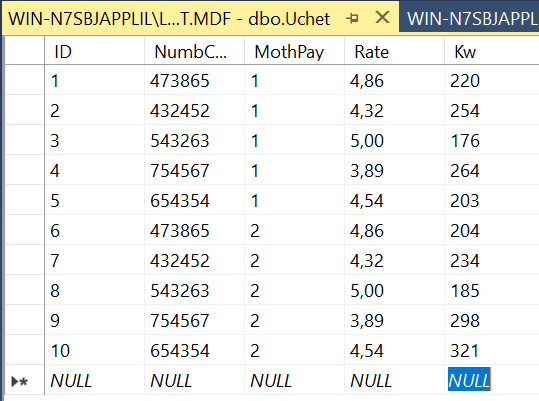 WIN-N7SBJAPPLIL\L...T.MDF - dbo.Uchet WIN-N7SBJAPPL
ID NumbC... MothPay Rate Kw
1 473865 1 4,86 220
2 432452 1 4,32 254
3 543263 1 5,00 176
4 754567 1 3,89 264
5 654354 1 4,54 203
6 473865 2 4,86 204
7 432452 2 4,32 234
8 543263 2 5,00 185
9 754567 2 3,89 298
10 654354 2 4,54 321
NULL NULL NULL NULL NULL